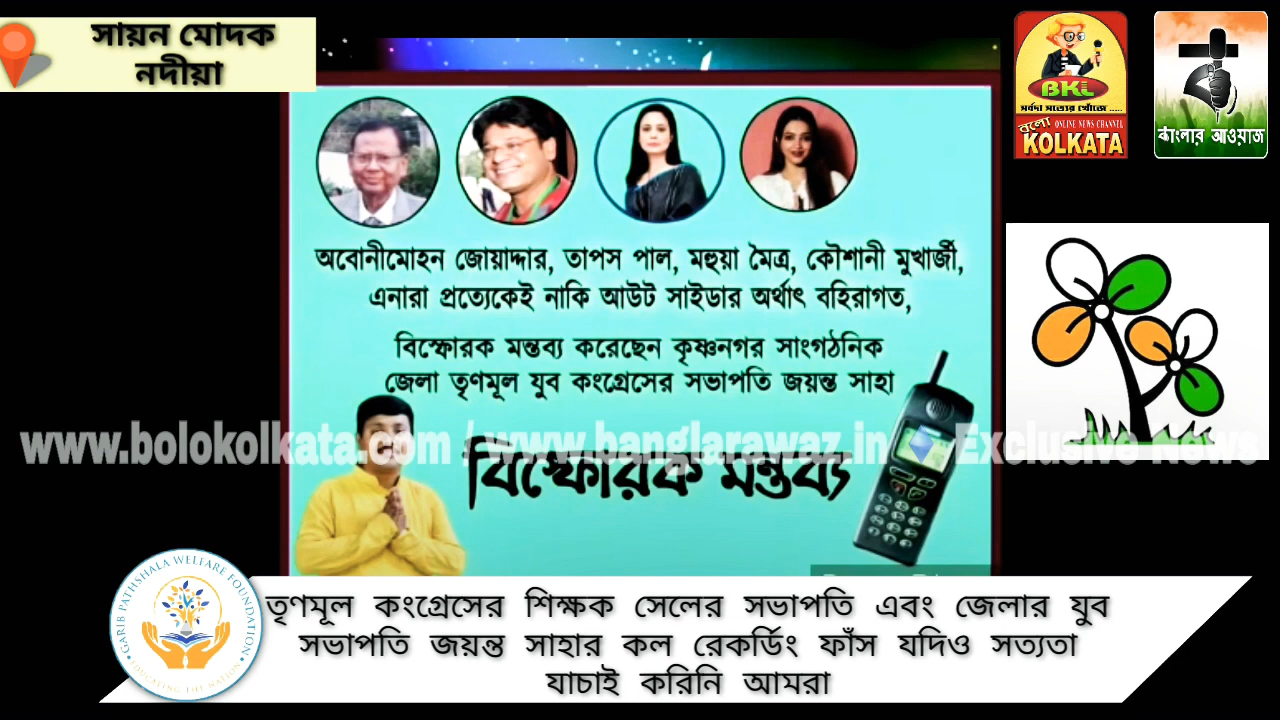 সায়ন মোদক
নদীয়া
BKL
সর্বদা সত্যের খোঁজে .....
বলো ONLINE NEWS CHANNEL
KOLKATA
বাংলার আওয়াজ
অবোনীমোহন জোয়াদ্দার, তাপস পাল, মহুয়া মৈত্র, কৌশানী মুখার্জী,
এনারা প্রত্যেকেই নাকি আউট সাইডার অর্থাৎ বহিরাগত,
বিস্ফোরক মন্তব্য করেছেন কৃষ্ণনগর সাংগঠনিক
জেলা তৃণমূল যুব কংগ্রেসের সভাপতি জয়ন্ত সাহা
www.bolokolkata.com / www.banglarawaz.in Exclusive News
বিস্ফোরক মন্তব্য
GARIB PATHSHALA WELFARE FOUNDATION
EDUCATING THE NATION
তৃণমূল কংগ্রেসের শিক্ষক সেলের সভাপতি এবং জেলার যুব
সভাপতি জয়ন্ত সাহার কল রেকর্ডিং ফাঁস যদিও সত্যতা
যাচাই করিনি আমরা